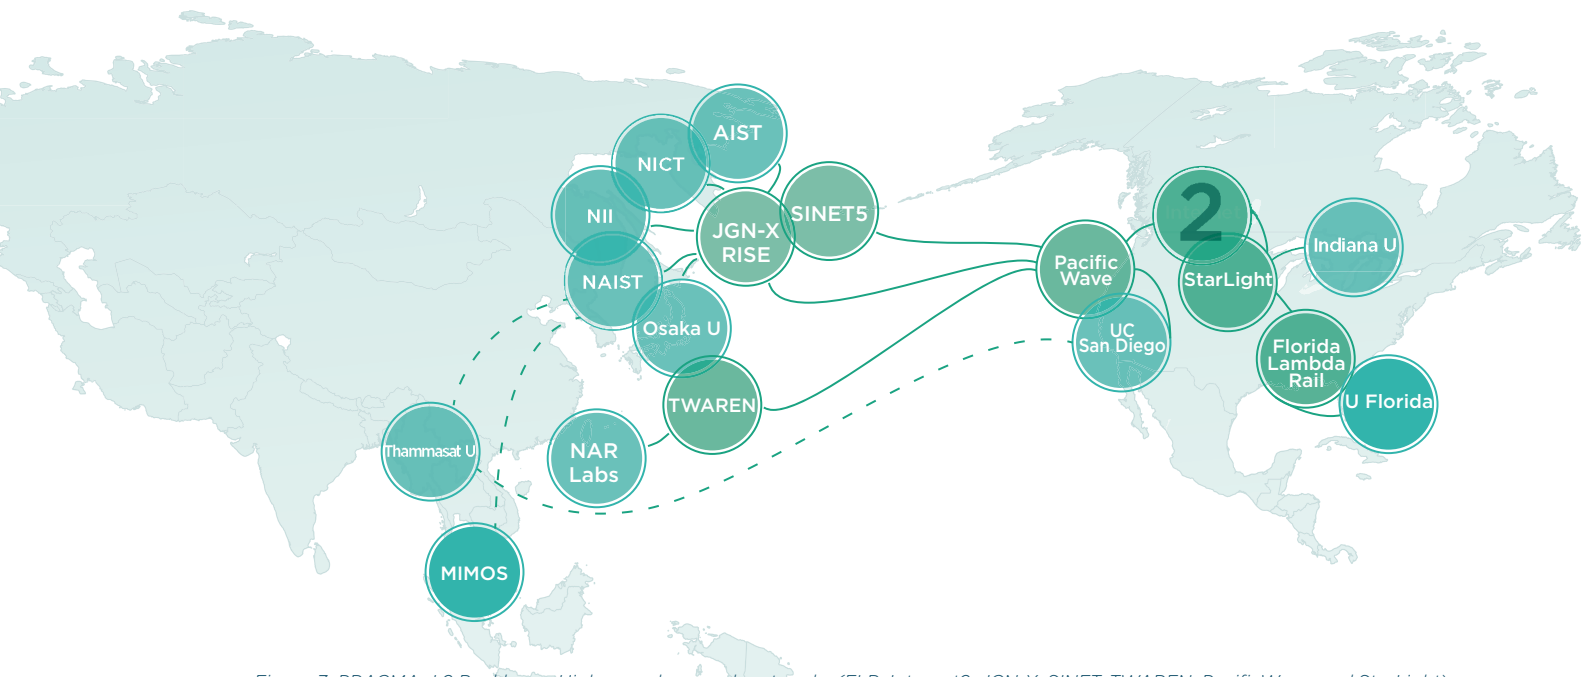 AIST
NICT
NII
SINET5
JGN-X
RISE
NAIST
Osaka U
TWAREN
NAR
Labs
Thammasat U
MIMOS
Pacific
Wave
2
StarLight
Indiana U
UC
San Diego
Florida
Lambda
Rail
U Florida